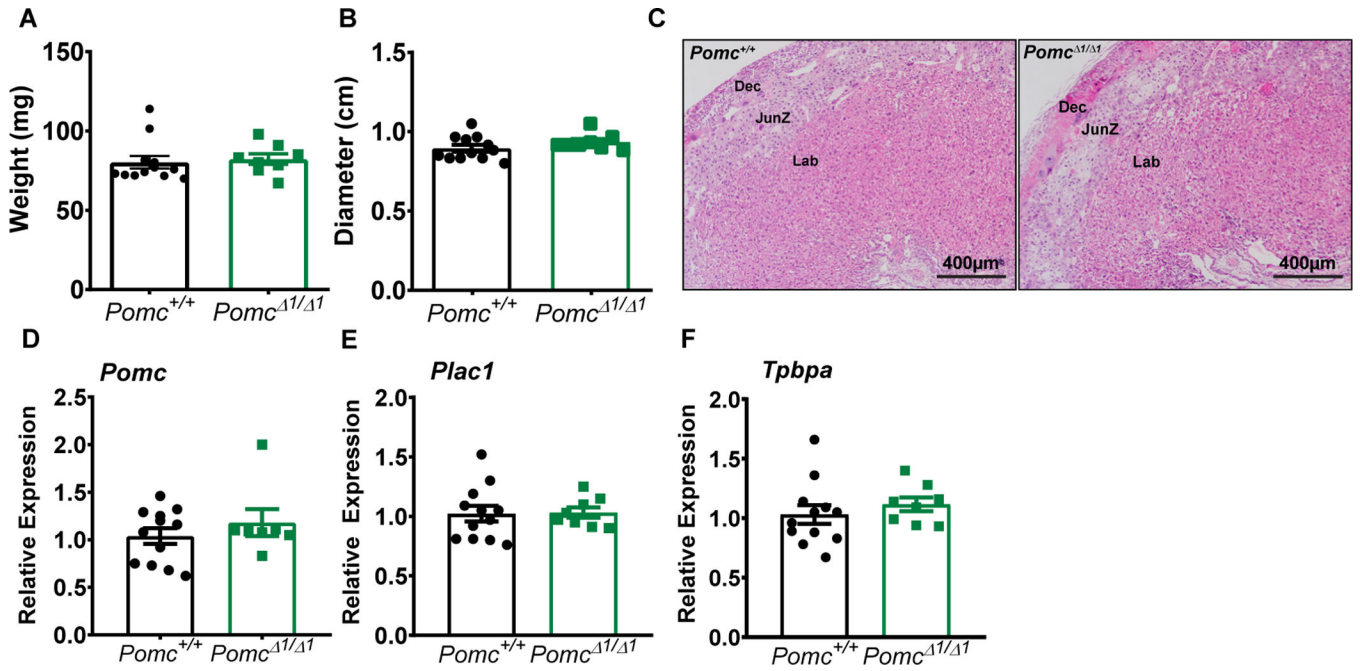 A
Weight (mg)
150
100
50
0
Pomc+/+
PomcΔ1/Δ1
B
Diameter (cm)
1.5
1.0
0.5
0.0
Pomc+/+
PomcΔ1/Δ1
C
Pomc+/+
Dec
JunZ
Lab
400μm
PomcΔ1/Δ1
Dec
JunZ
Lab
400μm
D
Pomc
Relative Expression
2.5
2.0
1.5
1.0
0.5
0.0
Pomc+/+
PomcΔ1/Δ1
E
Plac1
Relative Expression
2.0
1.5
1.0
0.5
0.0
Pomc+/+
PomcΔ1/Δ1
F
Tpbpa
Relative Expression
2.0
1.5
1.0
0.5
0.0
Pomc+/+
PomcΔ1/Δ1